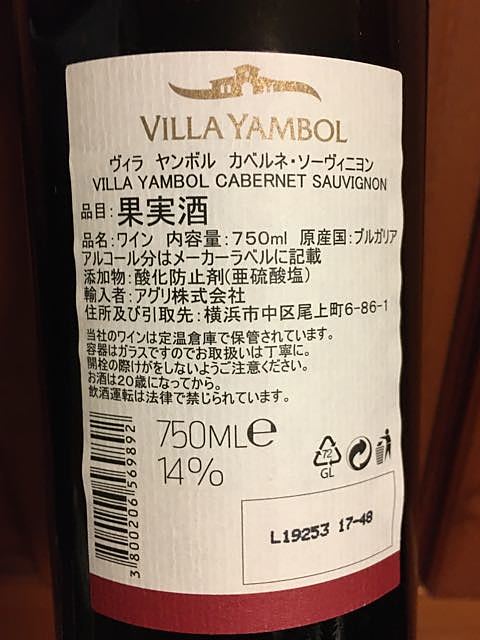 VILLA YAMBOL
ヴィラ ヤンボル カベルネ・ソーヴィニヨン
VILLA YAMBOL CABERNET SAUVIGNON
品目：果実酒
品名：ワイン 内容量：750ml 原産国：ブルガリア
アルコール分はメーカーラベルに記載
添加物：酸化防止剤(亜硫酸塩)
輸入者：アグリ株式会社
住所及び引取先：横浜市中区尾上町6-86-1
当社のワインは定温倉庫で保管されています。
容器はガラスですのでお取扱いは丁寧に。
開栓の際けがをしないようご注意ください。
お酒は20歳になってから。
飲酒運転は法律で禁じられています。
750MLe
14%
72
GL
L19253 17-48
3800206569892